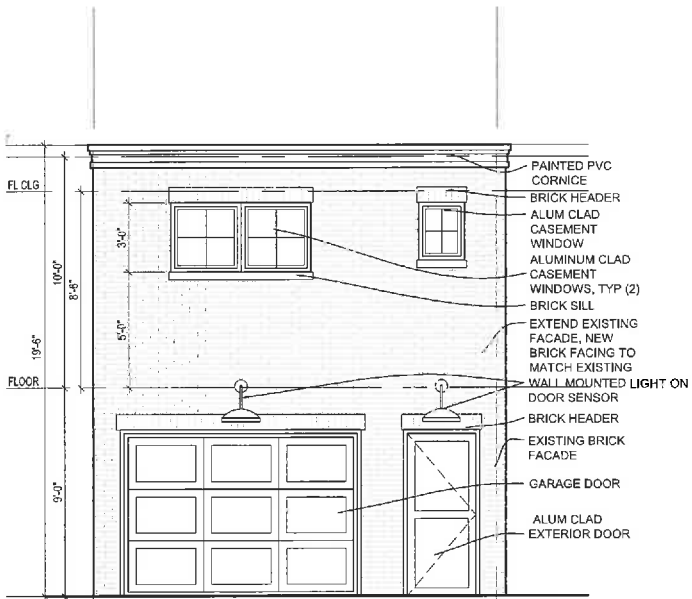 PAINTED PVC
CORNICE
FL CLG
BRICK HEADER
ALUM CLAD
CASEMENT
WINDOW
ALUMINUM CLAD
CASEMENT
WINDOWS, TYP (2)
BRICK SILL
EXTEND EXISTING
FACADE, NEW
BRICK FACING TO
MATCH EXISTING
FLOOR
WALL MOUNTED LIGHT ON
DOOR SENSOR
BRICK HEADER
EXISTING BRICK
FACADE
GARAGE DOOR
ALUM CLAD
EXTERIOR DOOR
19'-6"
10'-0"
8'-6"
3'-0"
5'-0"
9'-0"